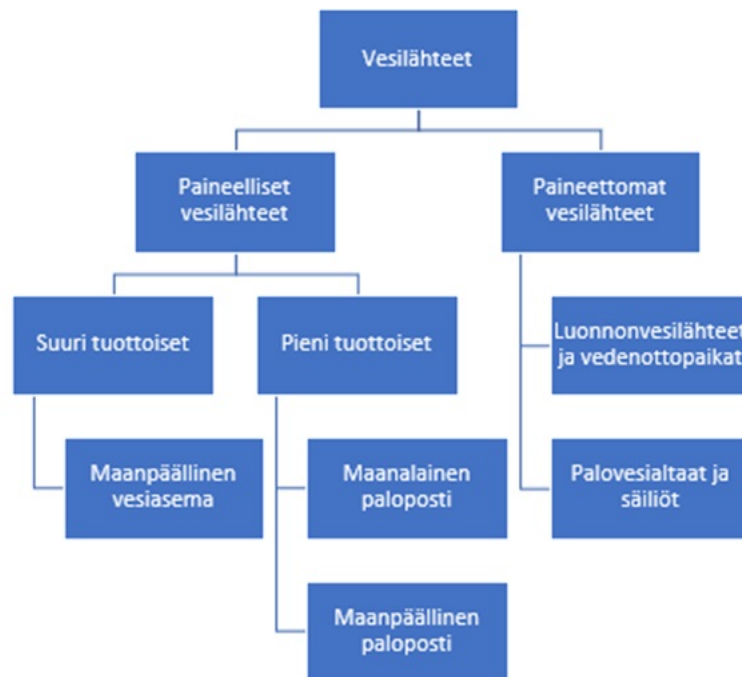 Vesilähteet
Paineelliset
vesilähteet
Paineettomat
vesilähteet
Suuri tuottoiset
Pieni tuottoiset
Luonnonvesilähteet
ja vedenottopaikat
Maanpäällinen
vesiasema
Maanalainen
paloposti
Palovesialtaat ja
säiliöt
Maanpäällinen
paloposti